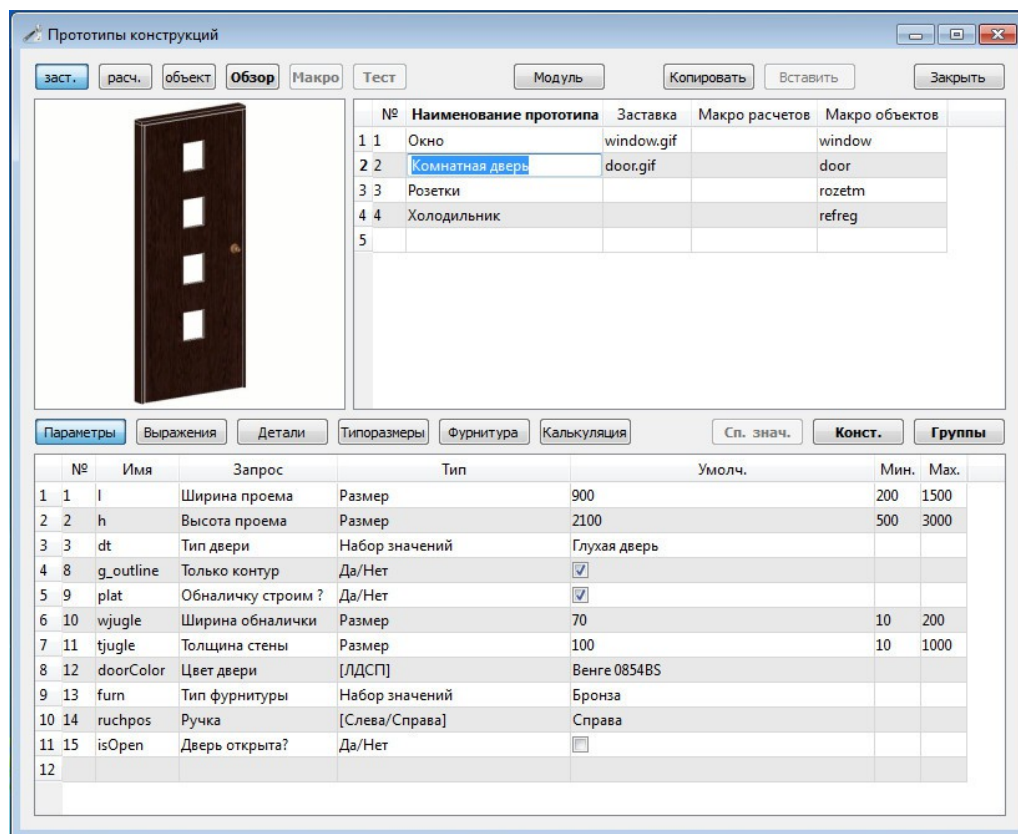 Прототипы конструкций
заст. расч. объект Обзор Макро Тест Модуль Копировать Вставить Закрыть
№ Наименование прототипа Заставка Макро расчетов Макро объектов
1 1 Окно window.gif window
2 2 Комнатная дверь door.gif door
3 3 Розетки rozetm
4 4 Холодильник refreg
5
Параметры Выражения Детали Типоразмеры Фурнитура Калькуляция Сп. знач. Конст. Группы
№ Имя Запрос Тип Умолч. Мин. Мах.
1 1 l Ширина проема Размер 900 200 1500
2 2 h Высота проема Размер 2100 500 3000
3 3 dt Тип двери Набор значений Глухая дверь
4 8 g_outline Только контур Да/Нет
5 9 plat Обналичку строим ? Да/Нет
6 10 wjugle Ширина обналички Размер 70 10 200
7 11 tjugle Толщина стены Размер 100 10 1000
8 12 doorColor Цвет двери [ЛДСП] Венге 0854BS
9 13 furn Тип фурнитуры Набор значений Бронза
10 14 ruchpos Ручка [Слева/Справа] Справа
11 15 isOpen Дверь открыта? Да/Нет
12